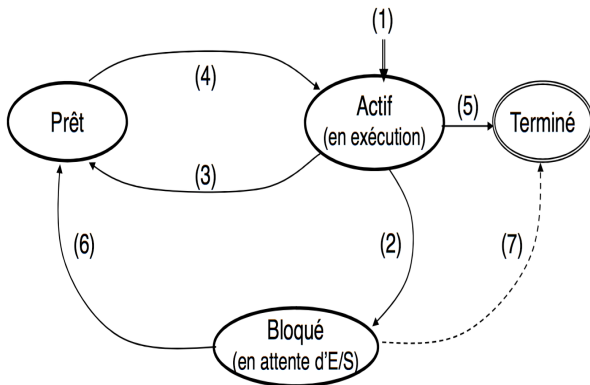 (1)
(4)
Prêt
Actif
(en exécution)
(5)
Terminé
(3)
(6)
(2)
(7)
Bloqué
(en attente d'E/S)